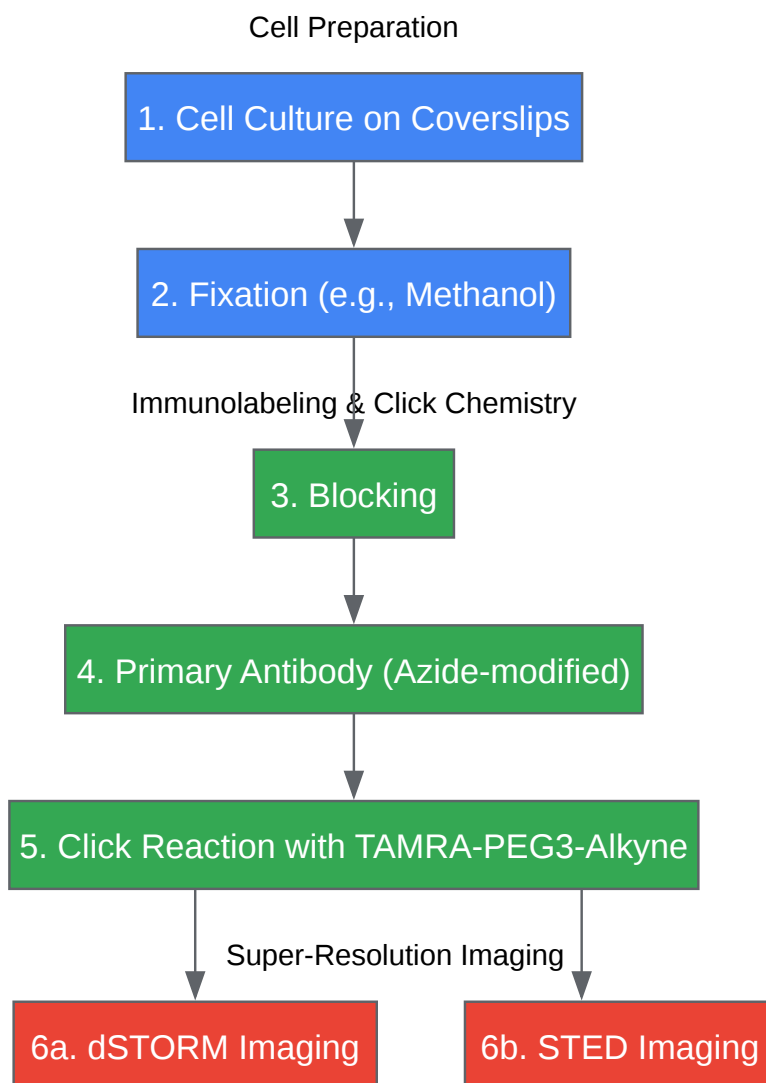 Cell Preparation
1. Cell Culture on Coverslips
2. Fixation (e.g., Methanol)
Immunolabeling & Click Chemistry
3. Blocking
4. Primary Antibody (Azide-modified)
5. Click Reaction with TAMRA-PEG3-Alkyne
Super-Resolution Imaging
6a. dSTORM Imaging
6b. STED Imaging